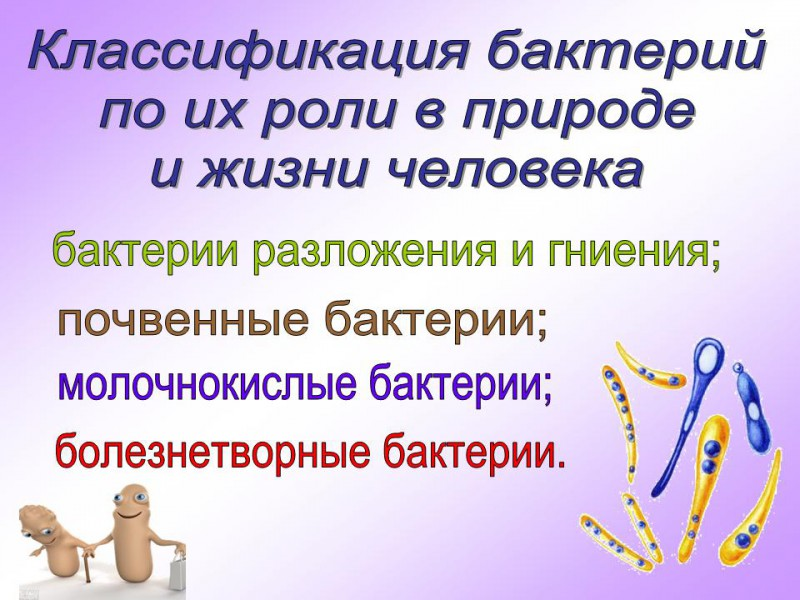 Классификация бактерий
по их роли в природе
и жизни человека
бактерии разложения и гниения;
почвенные бактерии;
молочнокислые бактерии;
болезнетворные бактерии.